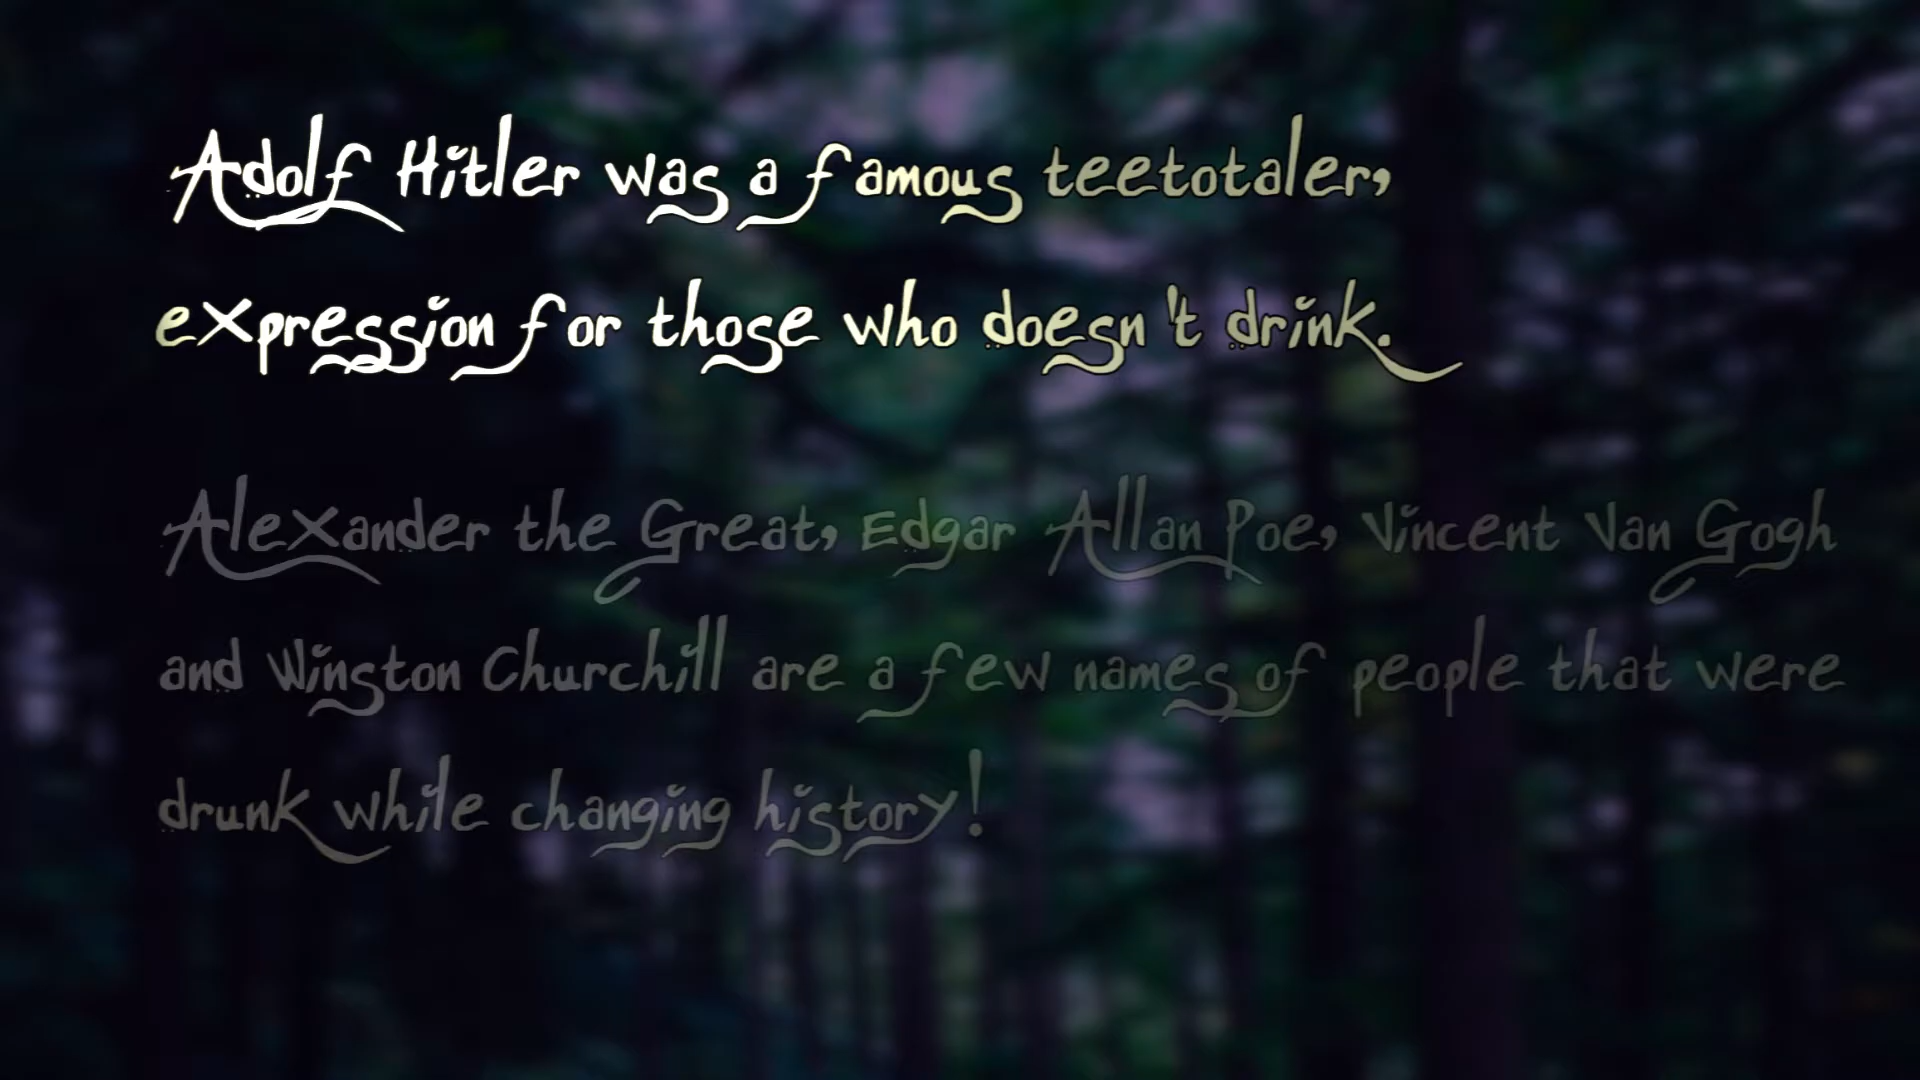 Adolf Hitler was a famous teetotaler,
expression for those who doesn't drink.
Alexander the Great, Edgar Allan Poe, Vincent Van Gogh
and Winston Churchill are a few names of people that were
drunk while changing history!